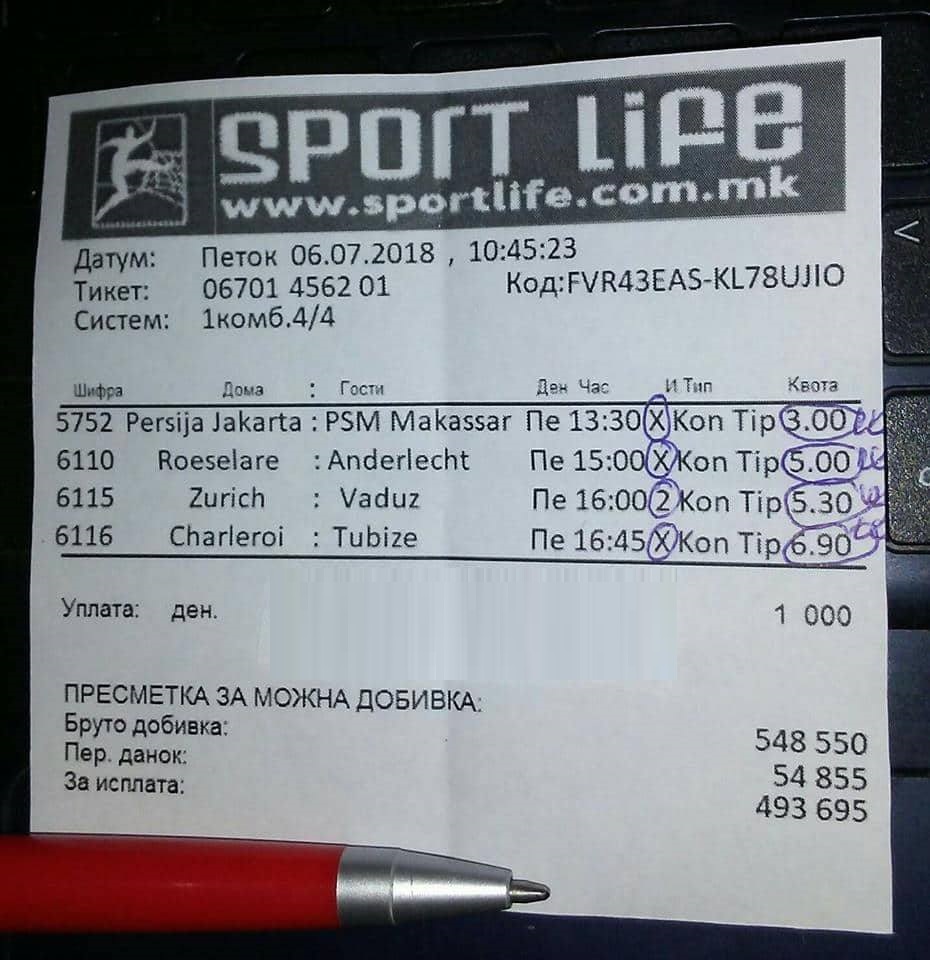 SPORT LIFE
www.sportlife.com.mk
Датум: Петок 06.07.2018 , 10:45:23
Тикет: 06701 4562 01 Код:FVR43EAS-KL78UJIO
Систем: 1комб.4/4
Шифра Дома : Гости Ден Час И Тип Квота
5752 Persija Jakarta : PSM Makassar Пе 13:30 X Kon Tip 3.00
6110 Roeselare : Anderlecht Пе 15:00 X Kon Tip 5.00
6115 Zurich : Vaduz Пе 16:00 2 Kon Tip 5.30
6116 Charleroi : Tubize Пе 16:45 X Kon Tip 6.90
Уплата: ден. 1 000
ПРЕСМЕТКА ЗА МОЖНА ДОБИВКА:
Бруто добивка: 548 550
Пер. данок: 54 855
За исплата: 493 695